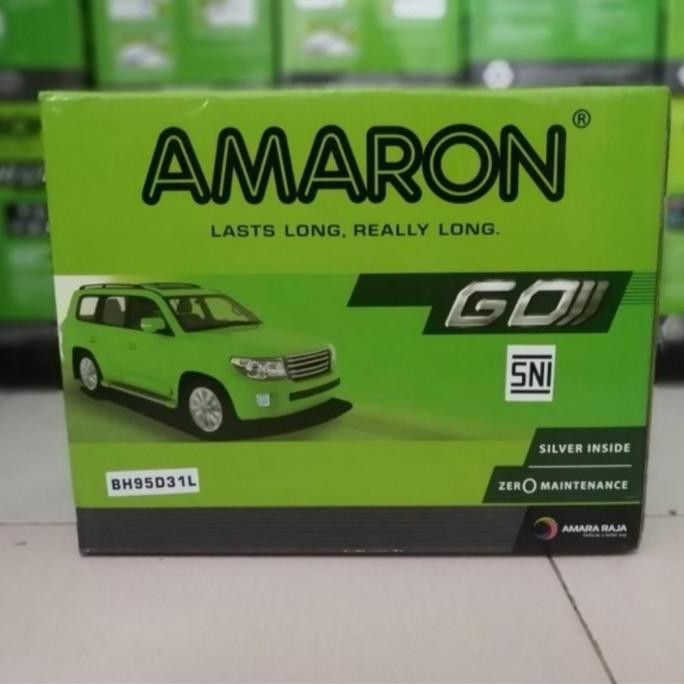 AMARON®
LASTS LONG, REALLY LONG.
GO
SNI
SILVER INSIDE
ZERO MAINTENANCE
BH95D31L
AMARA RAJA